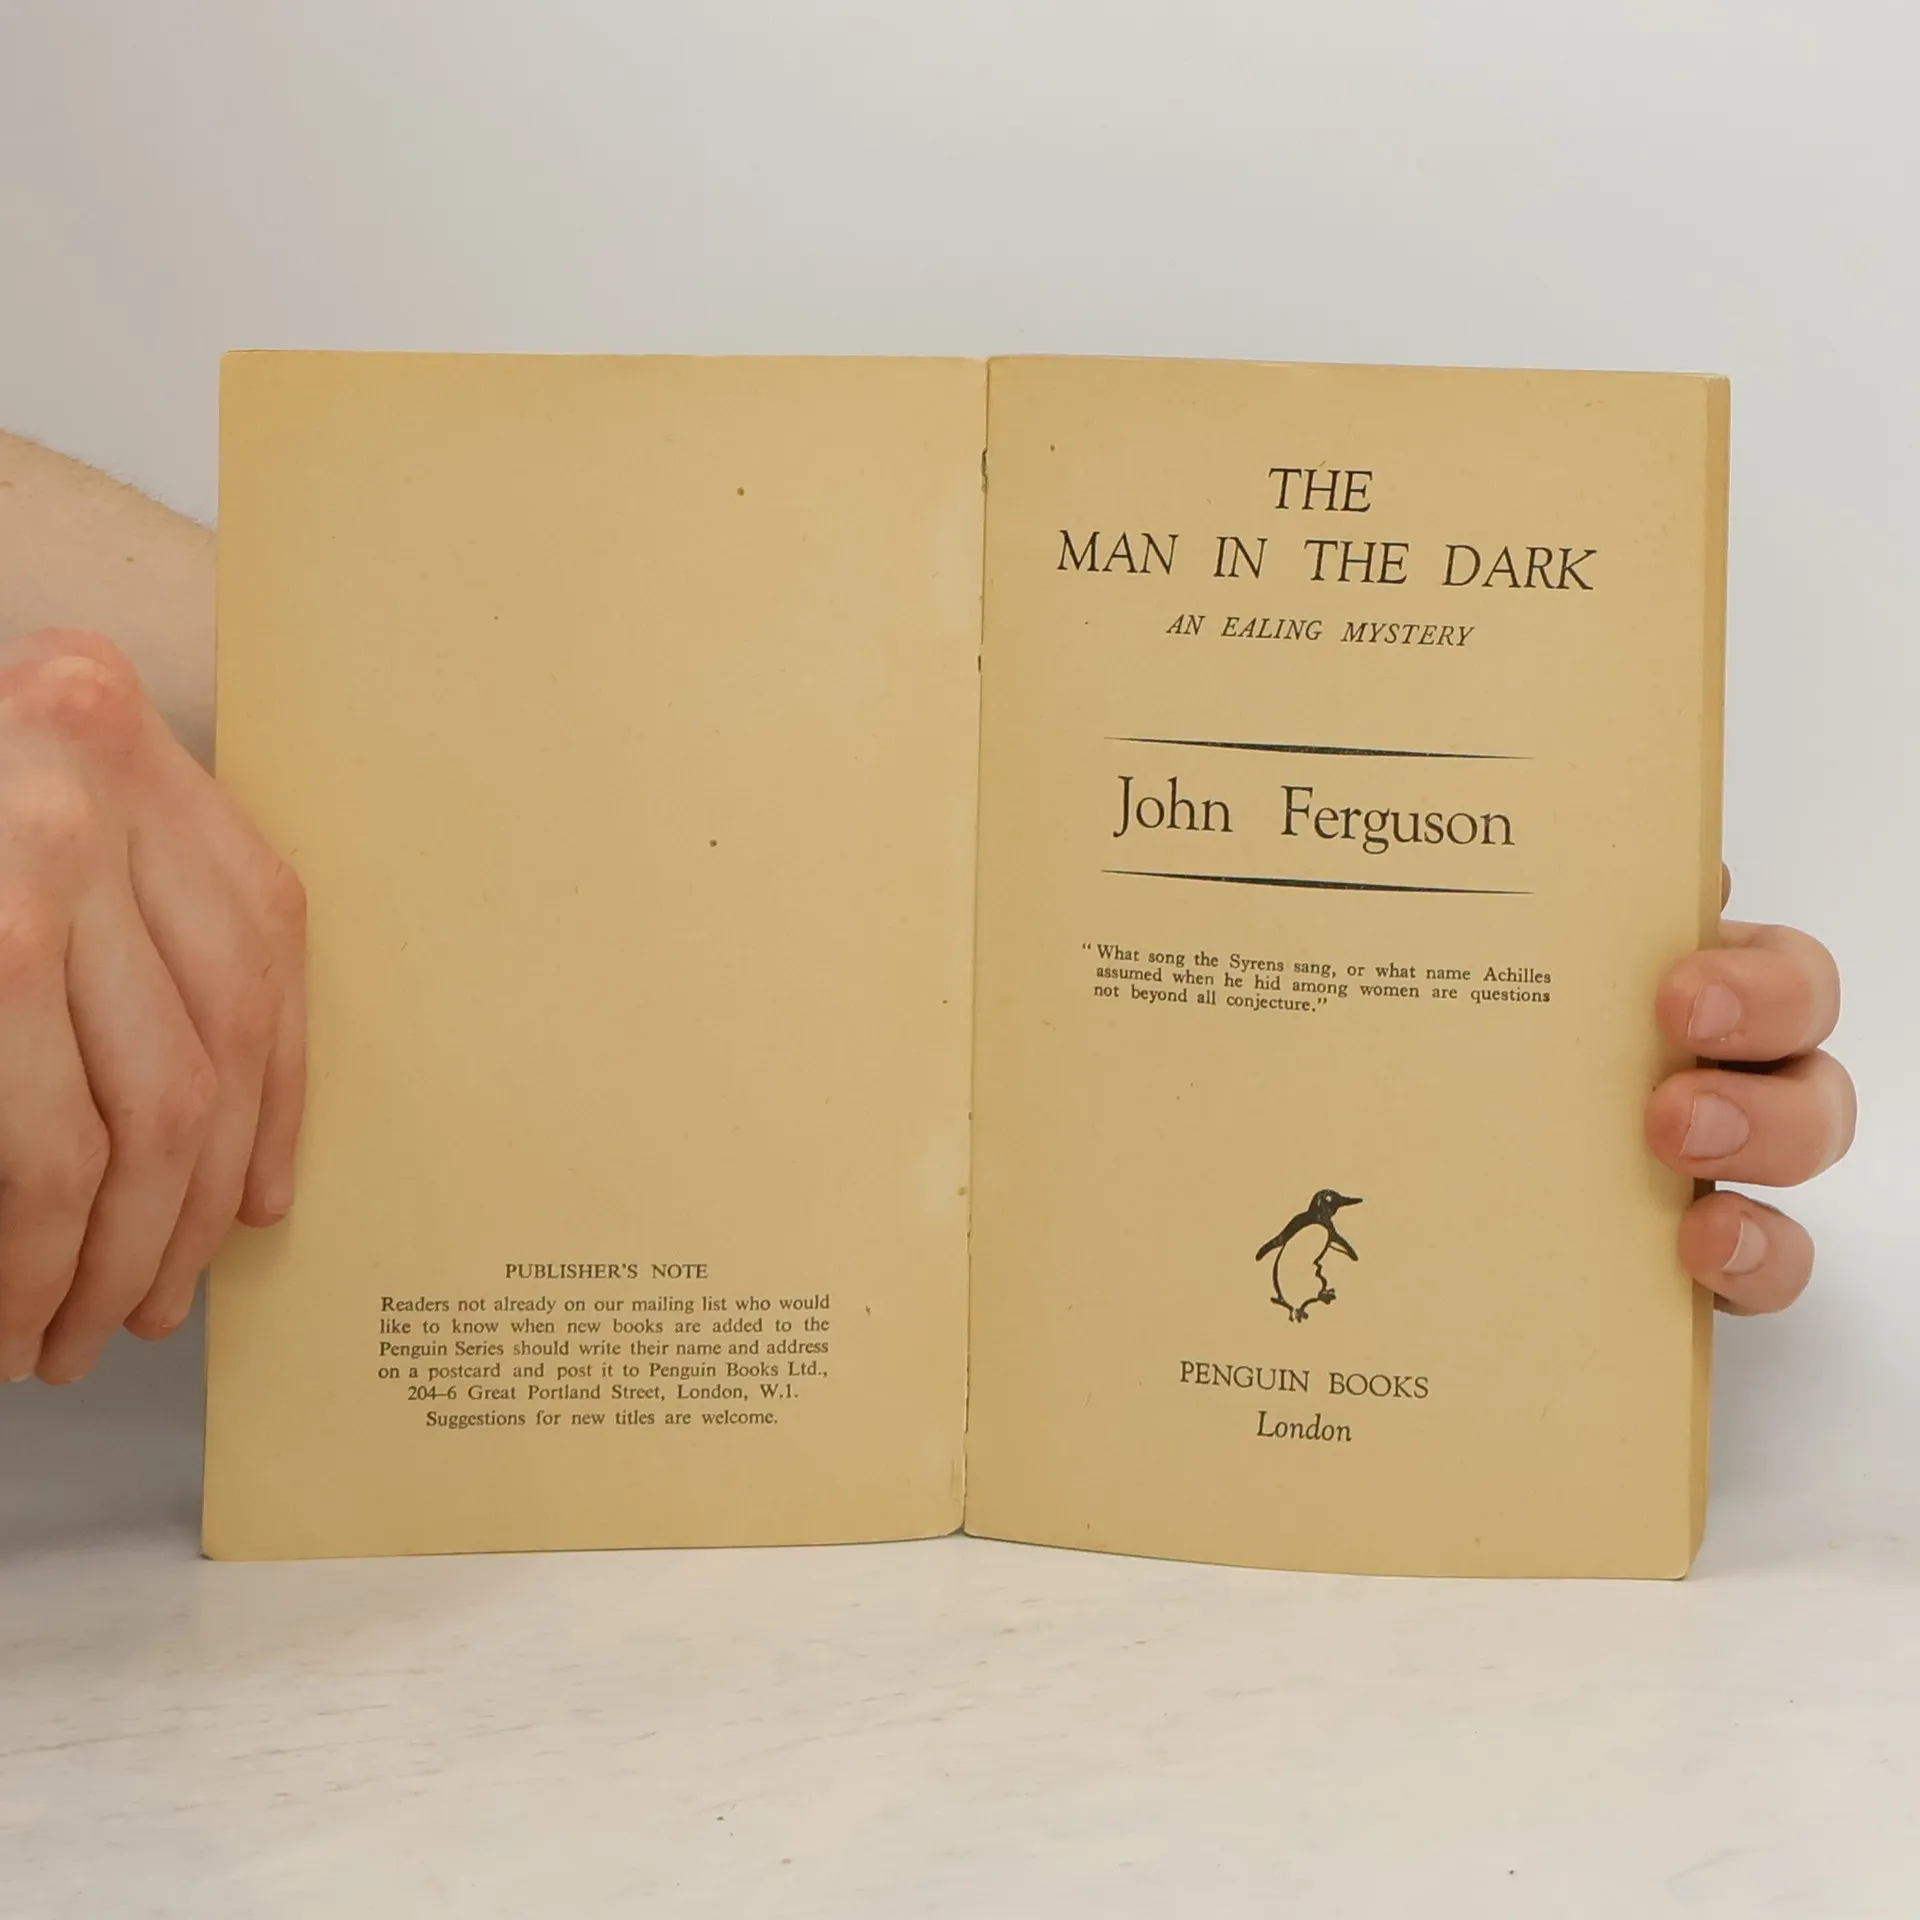 PUBLISHER'S NOTE
Readers not already on our mailing list who would
like to know when new books are added to the
Penguin Series should write their name and address
on a postcard and post it to Penguin Books Ltd.,
204–6 Great Portland Street, London, W.1.
Suggestions for new titles are welcome.
THE
MAN IN THE DARK
AN EALING MYSTERY
John Ferguson
“What song the Syrens sang, or what name Achilles
assumed when he hid among women are questions
not beyond all conjecture.”
PENGUIN BOOKS
London